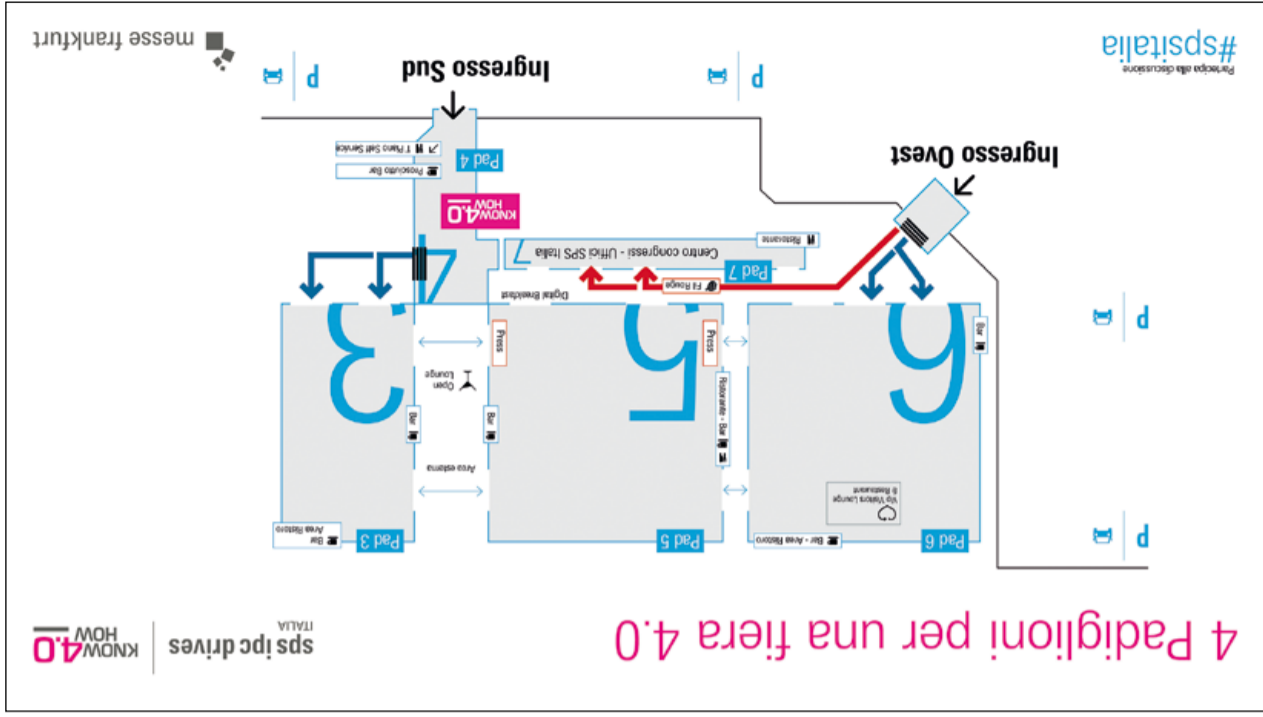 4 Padiglioni per una fiera 4.0
sps ipc drives
ITALIA
KNOW
HOW 4.0
Pad 6
Bar - Area Ristoro
Pad 5
Pad 3
Bar
Area Ristoro
Vip Visitors Lounge
& Restaurant
Area esterna
Ristorante - Bar
Bar
Bar
Open
Lounge
Bar
Press
Press
6
5
3
Digital Breakfast
Fil Rouge
Pad 7
4
Centro congressi - Uffici SPS Italia
7
Ristorante
KNOW
HOW 4.0
Ingresso Ovest
Pad 4
Prosciutto Bar
1° Piano Self Service
Ingresso Sud
P
P
P
P
Partecipa alla discussione
#spsitalia
messe frankfurt